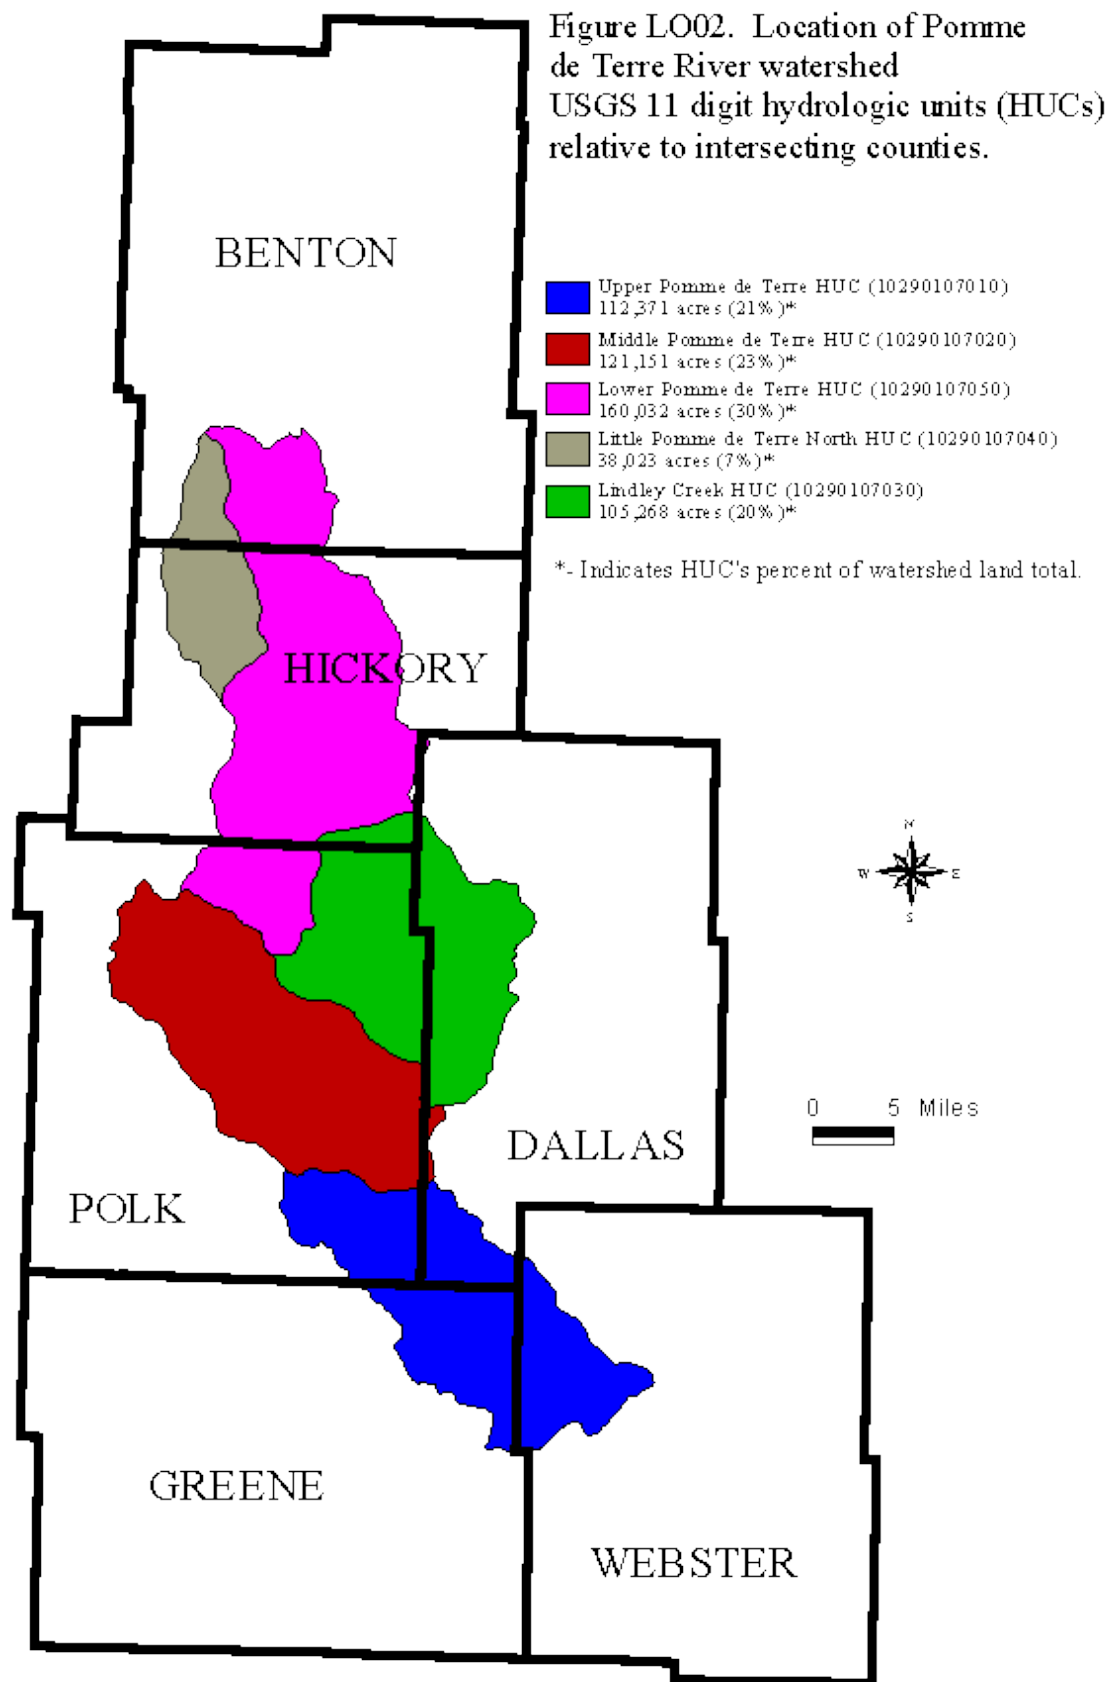 Figure LO02. Location of Pomme
de Terre River watershed
USGS 11 digit hydrologic units (HUCs)
relative to intersecting counties.
BENTON
Upper Pomme de Terre HUC (10290107010)
112,371 acres (21%)*
Middle Pomme de Terre HUC (10290107020)
121,151 acres (23%)*
Lower Pomme de Terre HUC (10290107050)
160,032 acres (30%)*
Little Pomme de Terre North HUC (10290107040)
38,023 acres (7%)*
Lindley Creek HUC (10290107030)
105,268 acres (20%)*
*- Indicates HUC's percent of watershed land total.
HICKORY
N
W E
S
0 5 Miles
DALLAS
POLK
GREENE
WEBSTER